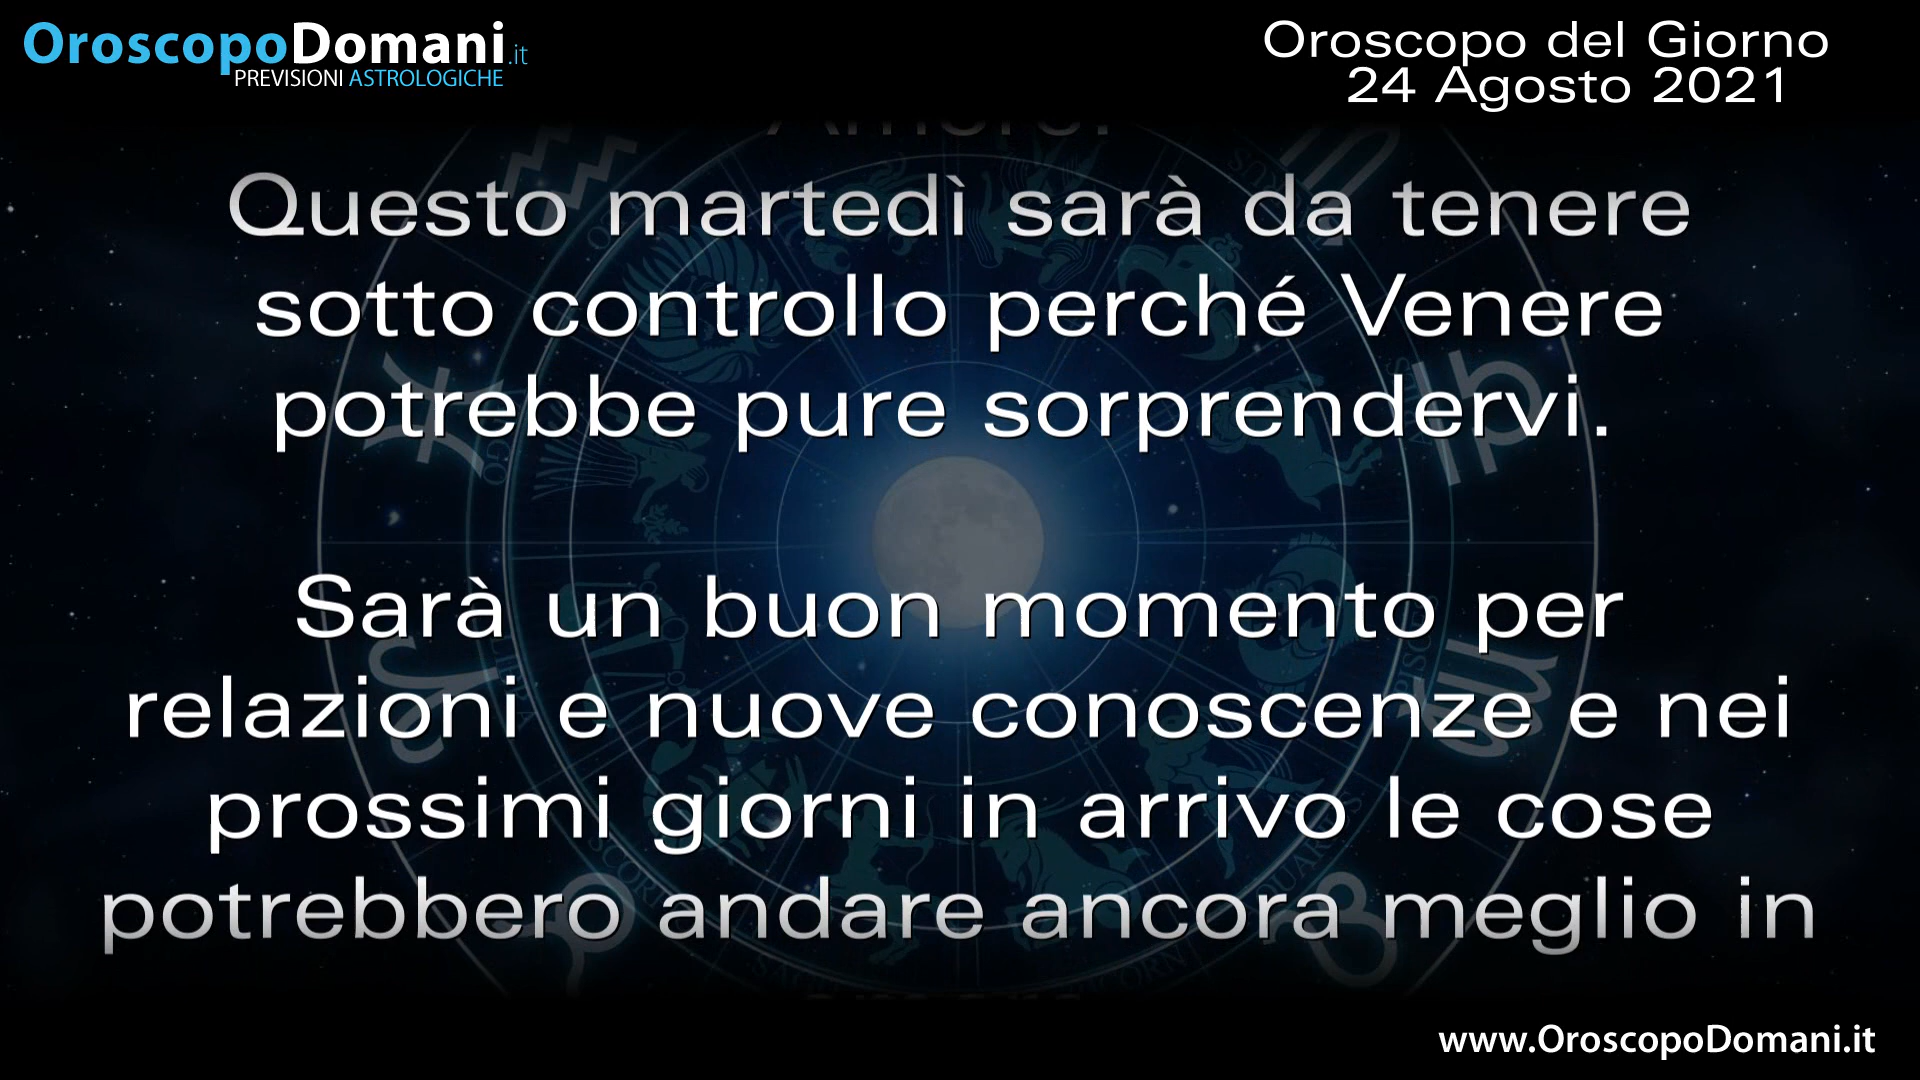 OroscopoDomani.it
PREVISIONI ASTROLOGICHE
Oroscopo del Giorno
24 Agosto 2021
Questo martedì sarà da tenere
sotto controllo perché Venere
potrebbe pure sorprendervi.
Sarà un buon momento per
relazioni e nuove conoscenze e nei
prossimi giorni in arrivo le cose
potrebbero andare ancora meglio in
www.OroscopoDomani.it